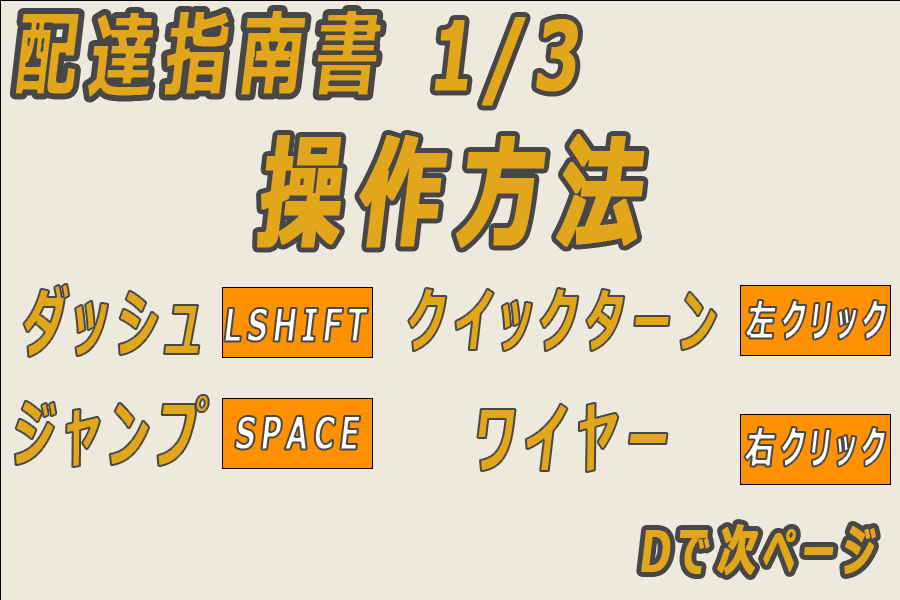 配達指南書 1/3
操作方法
ダッシュ LSHIFT クイックターン 左クリック
ジャンプ SPACE ワイヤー 右クリック
Dで次ページ